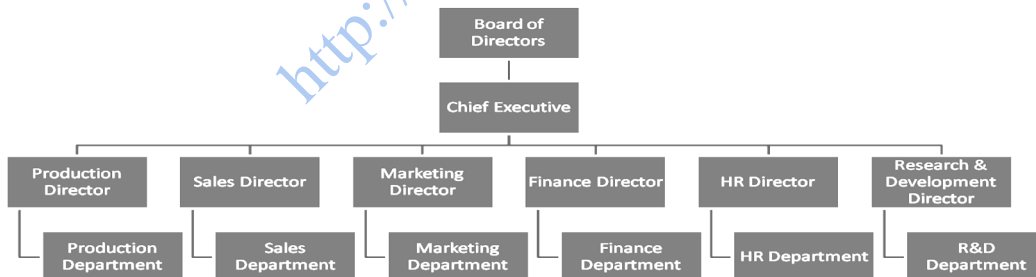 http://
Board of
Directors
Chief Executive
Production
Director
Sales Director
Marketing
Director
Finance Director
HR Director
Research &
Development
Director
Production
Department
Sales
Department
Marketing
Department
Finance
Department
HR Department
R&D
Department